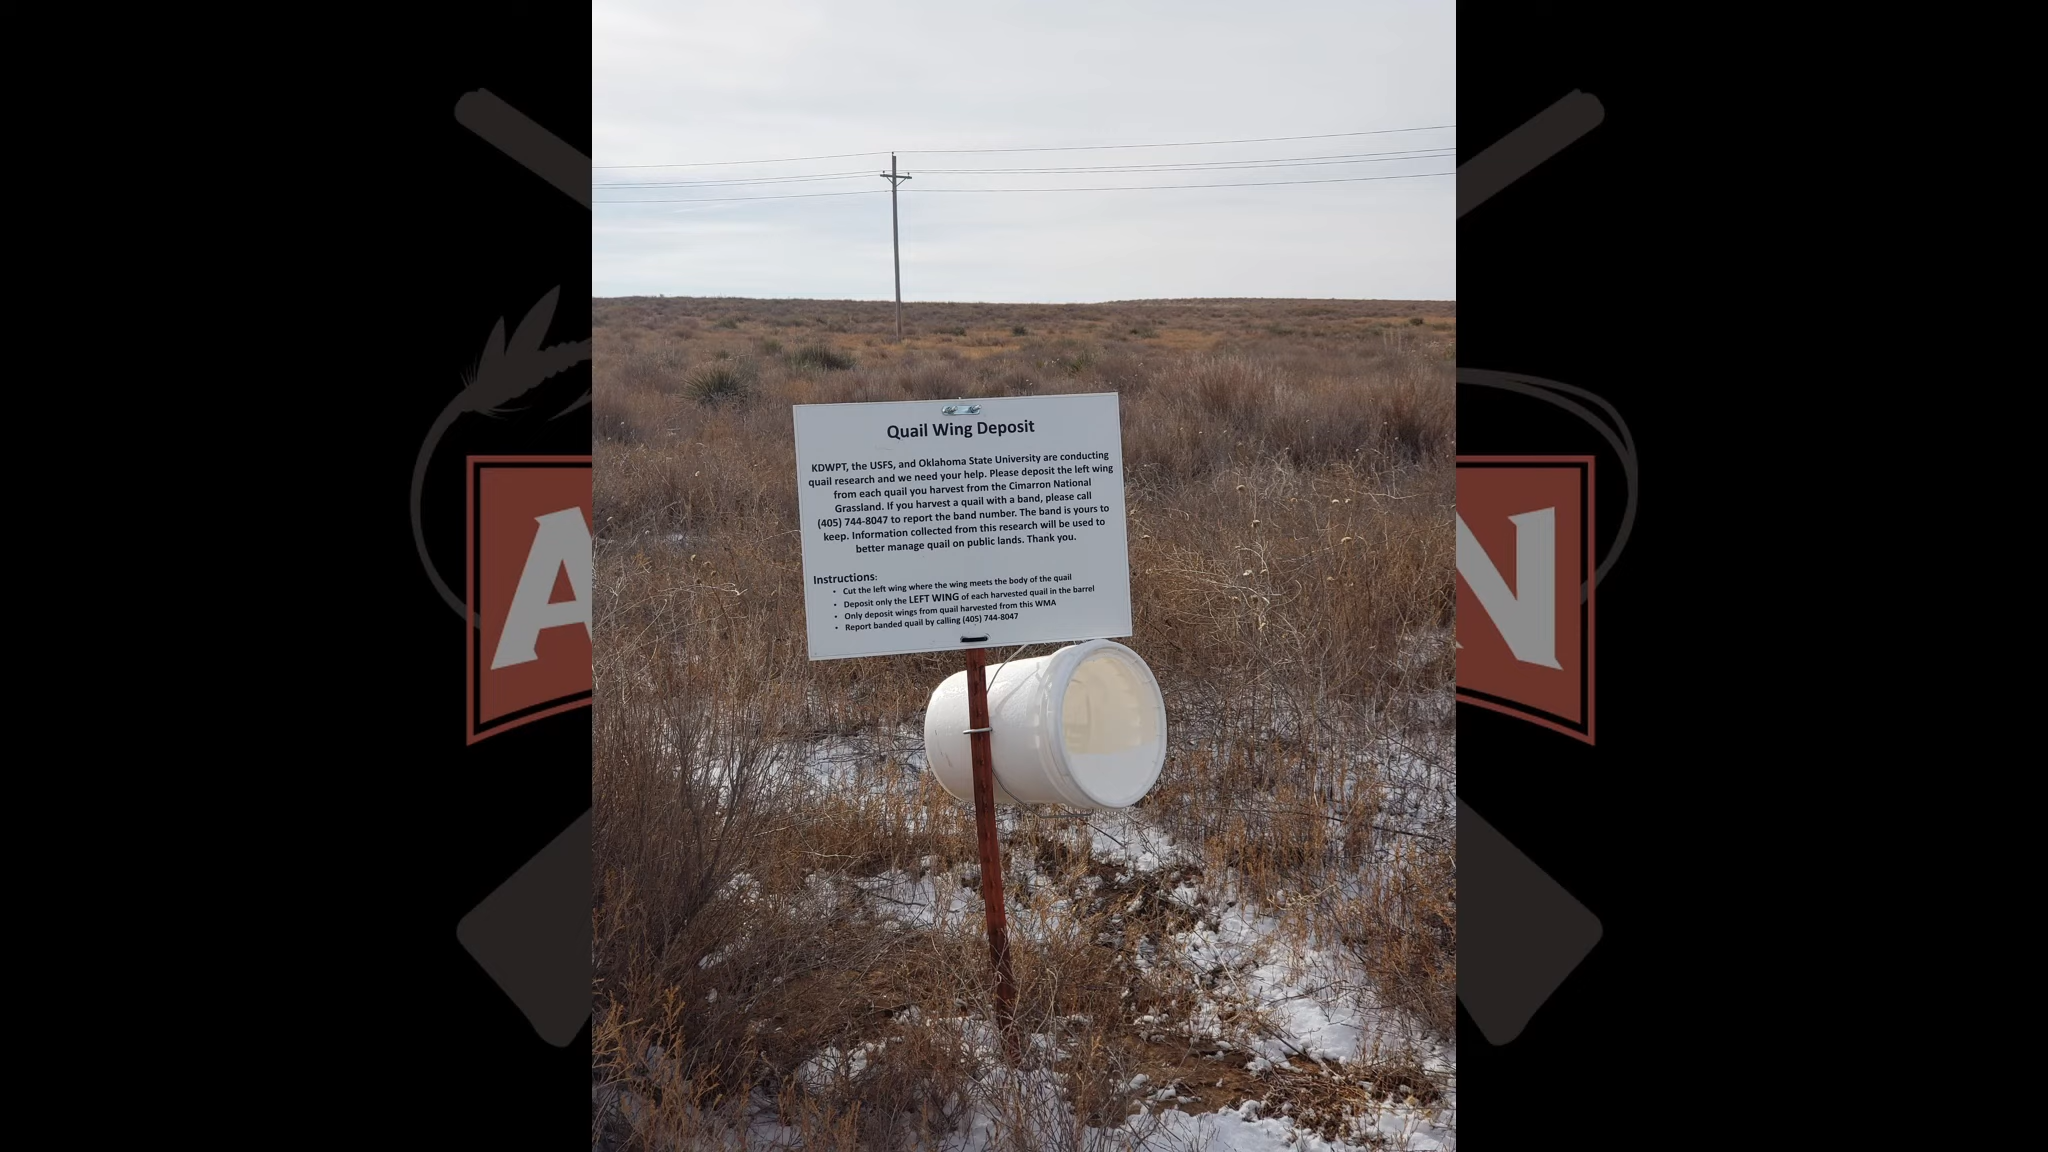 Quail Wing Deposit
KDWPT, the USFS, and Oklahoma State University are conducting
quail research and we need your help. Please deposit the left wing
from each quail you harvest from the Cimarron National
Grassland. If you harvest a quail with a band, please call
(405) 744-8047 to report the band number. The band is yours to
keep. Information collected from this research will be used to
better manage quail on public lands. Thank you.
Instructions:
• Cut the left wing where the wing meets the body of the quail
• Deposit only the LEFT WING of each harvested quail in the barrel
• Only deposit wings from quail harvested from this WMA
• Report banded quail by calling (405) 744-8047
A
N